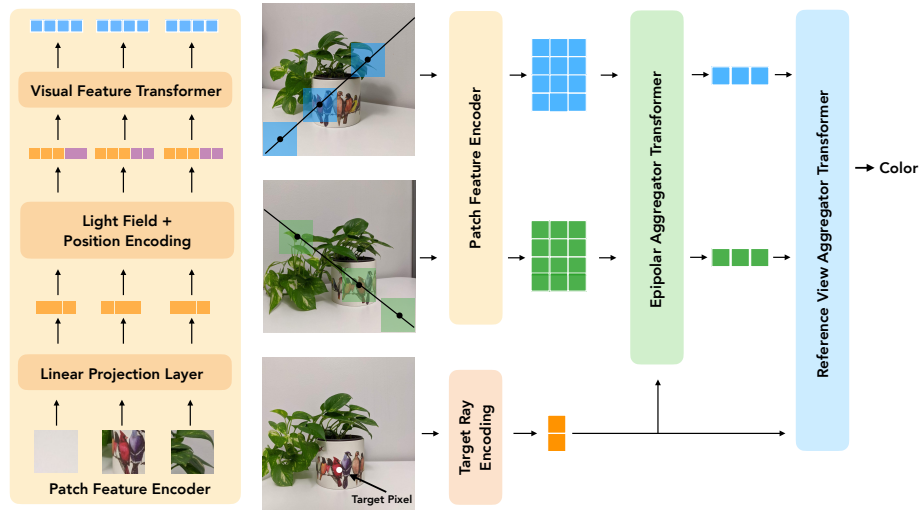 Visual Feature Transformer
Light Field +
Position Encoding
Linear Projection Layer
Patch Feature Encoder
Patch Feature Encoder
Target Ray
Encoding
Target Pixel
Epipolar Aggregator Transformer
Reference View Aggregator Transformer
Color